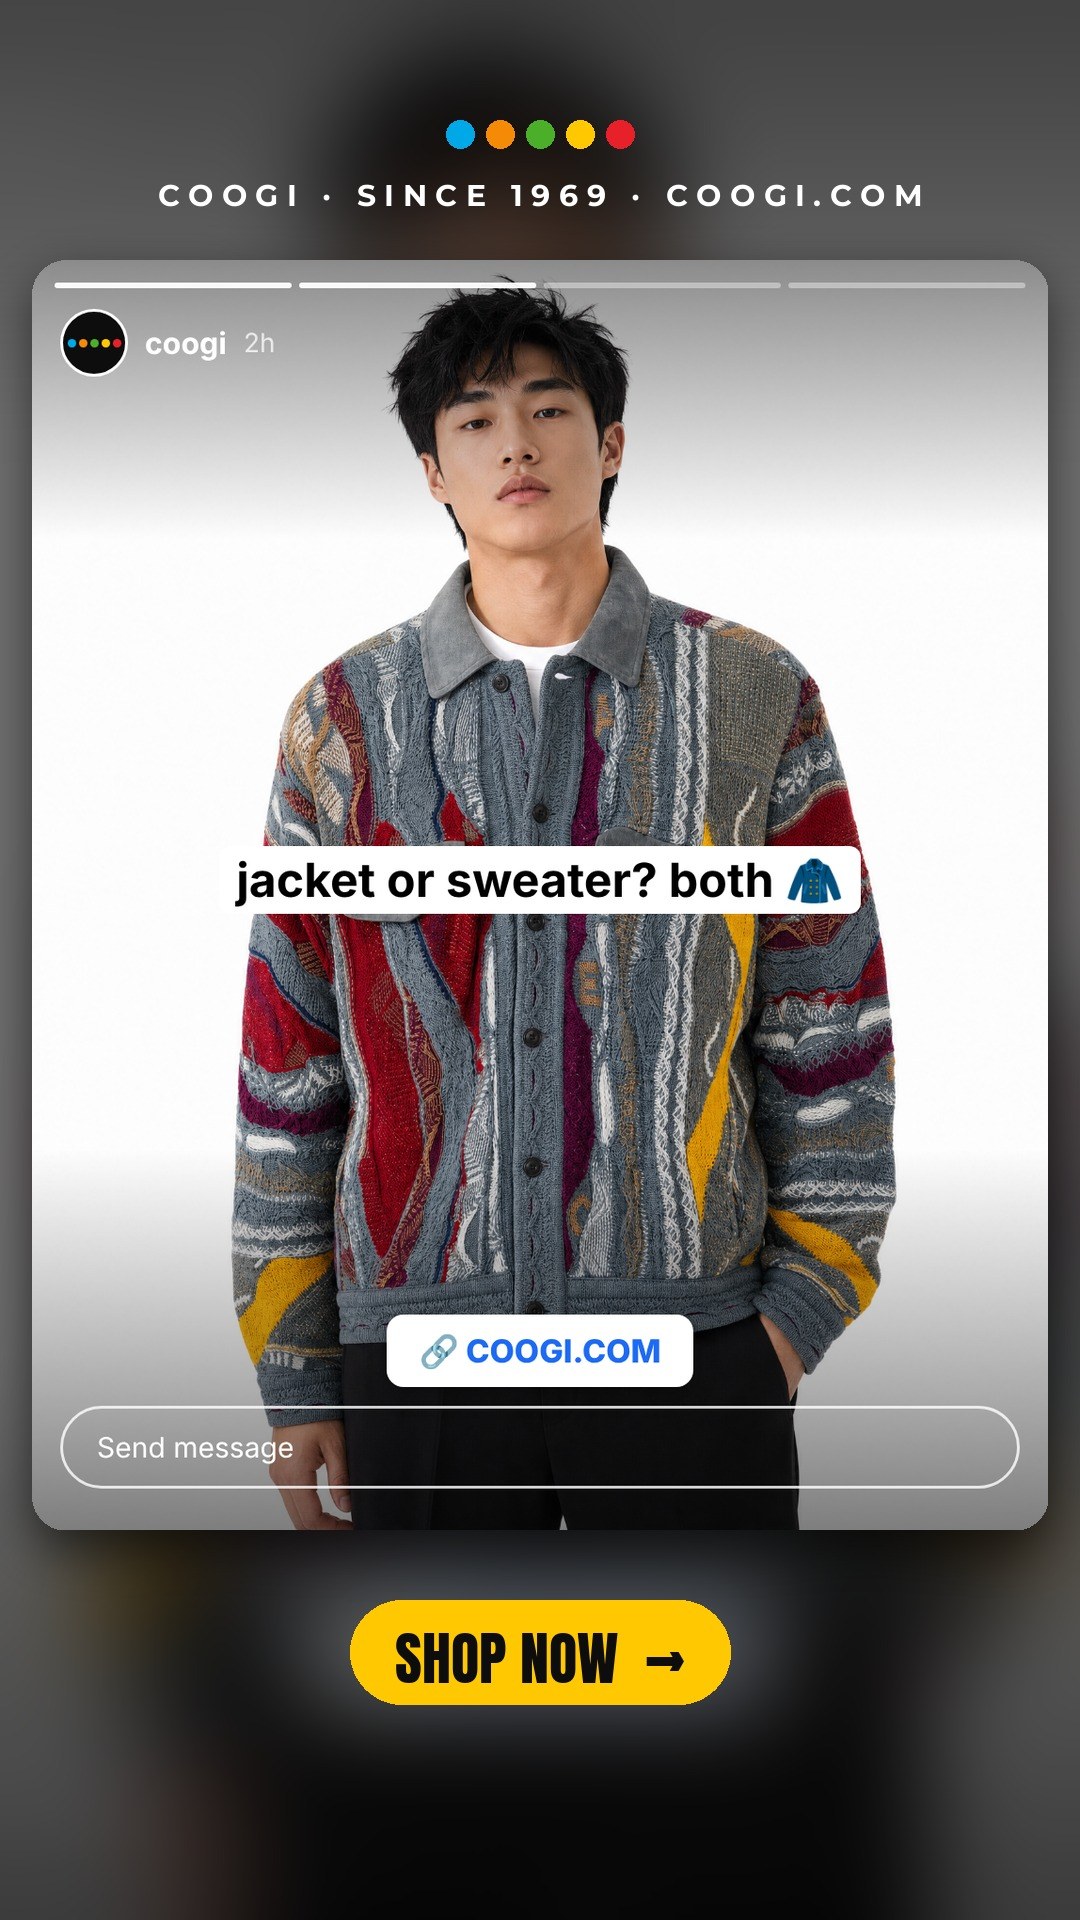 COOGI · SINCE 1969 · COOGI.COM
coogi 2h
jacket or sweater? both 🧥
🔗 COOGI.COM
Send message
SHOP NOW →